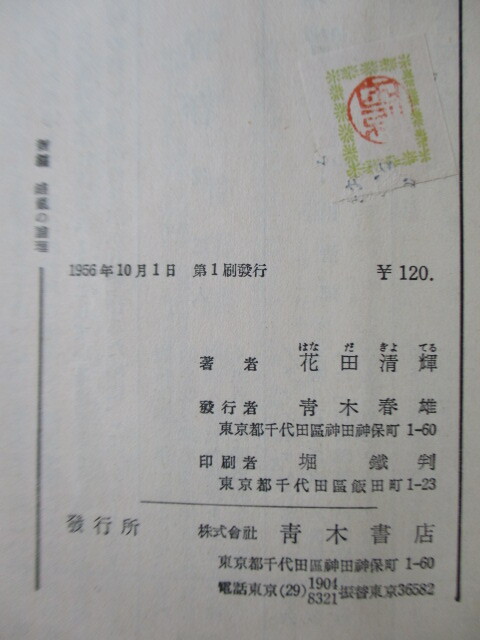 1956年10月1日 第1刷發行 ¥120.
はな だ きよ てる
著者 花田清輝
發行者 青木春雄
東京都千代田區神田神保町 1-60
印刷者 堀鐵判
東京都千代田區飯田町 1-23
發行所 株式會社 青木書店
東京都千代田區神田神保町 1-60
電話東京(29) 1904 8321 振替東京36582